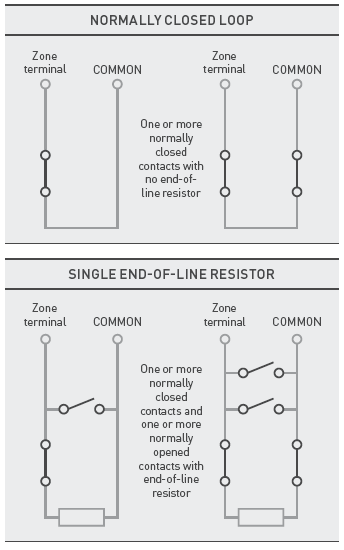 NORMALLY CLOSED LOOP
Zone
terminal
COMMON
One or more
normally
closed
contacts with
no end-of-
line resistor
Zone
terminal
COMMON
SINGLE END-OF-LINE RESISTOR
Zone
terminal
COMMON
One or more
normally
closed
contacts and
one or more
normally
opened
contacts with
end-of-line
resistor
Zone
terminal
COMMON